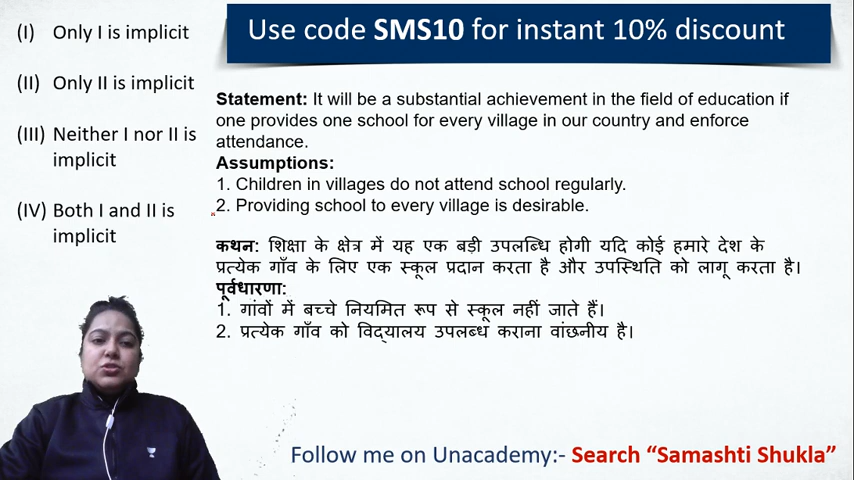 (I) Only I is implicit
(II) Only II is implicit
(III) Neither I nor II is
implicit
(IV) Both I and II is
implicit
Use code SMS10 for instant 10% discount
Statement: It will be a substantial achievement in the field of education if
one provides one school for every village in our country and enforce
attendance.
Assumptions:
1. Children in villages do not attend school regularly.
2. Providing school to every village is desirable.
कथन: शिक्षा के क्षेत्र में यह एक बड़ी उपलब्धि होगी यदि कोई हमारे देश के
प्रत्येक गाँव के लिए एक स्कूल प्रदान करता है और उपस्थिति को लागू करता है।
पूर्वधारणा:
1. गांवों में बच्चे नियमित रूप से स्कूल नहीं जाते हैं।
2. प्रत्येक गाँव को विद्यालय उपलब्ध कराना वांछनीय है।
Follow me on Unacademy:- Search “Samashti Shukla”